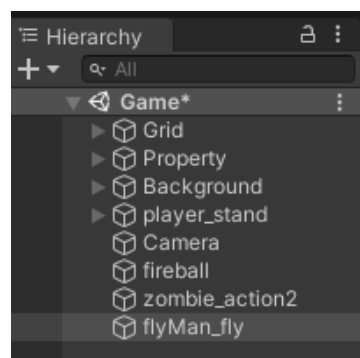 Hierarchy
All
Game*
Grid
Property
Background
player_stand
Camera
fireball
zombie_action2
flyMan_fly